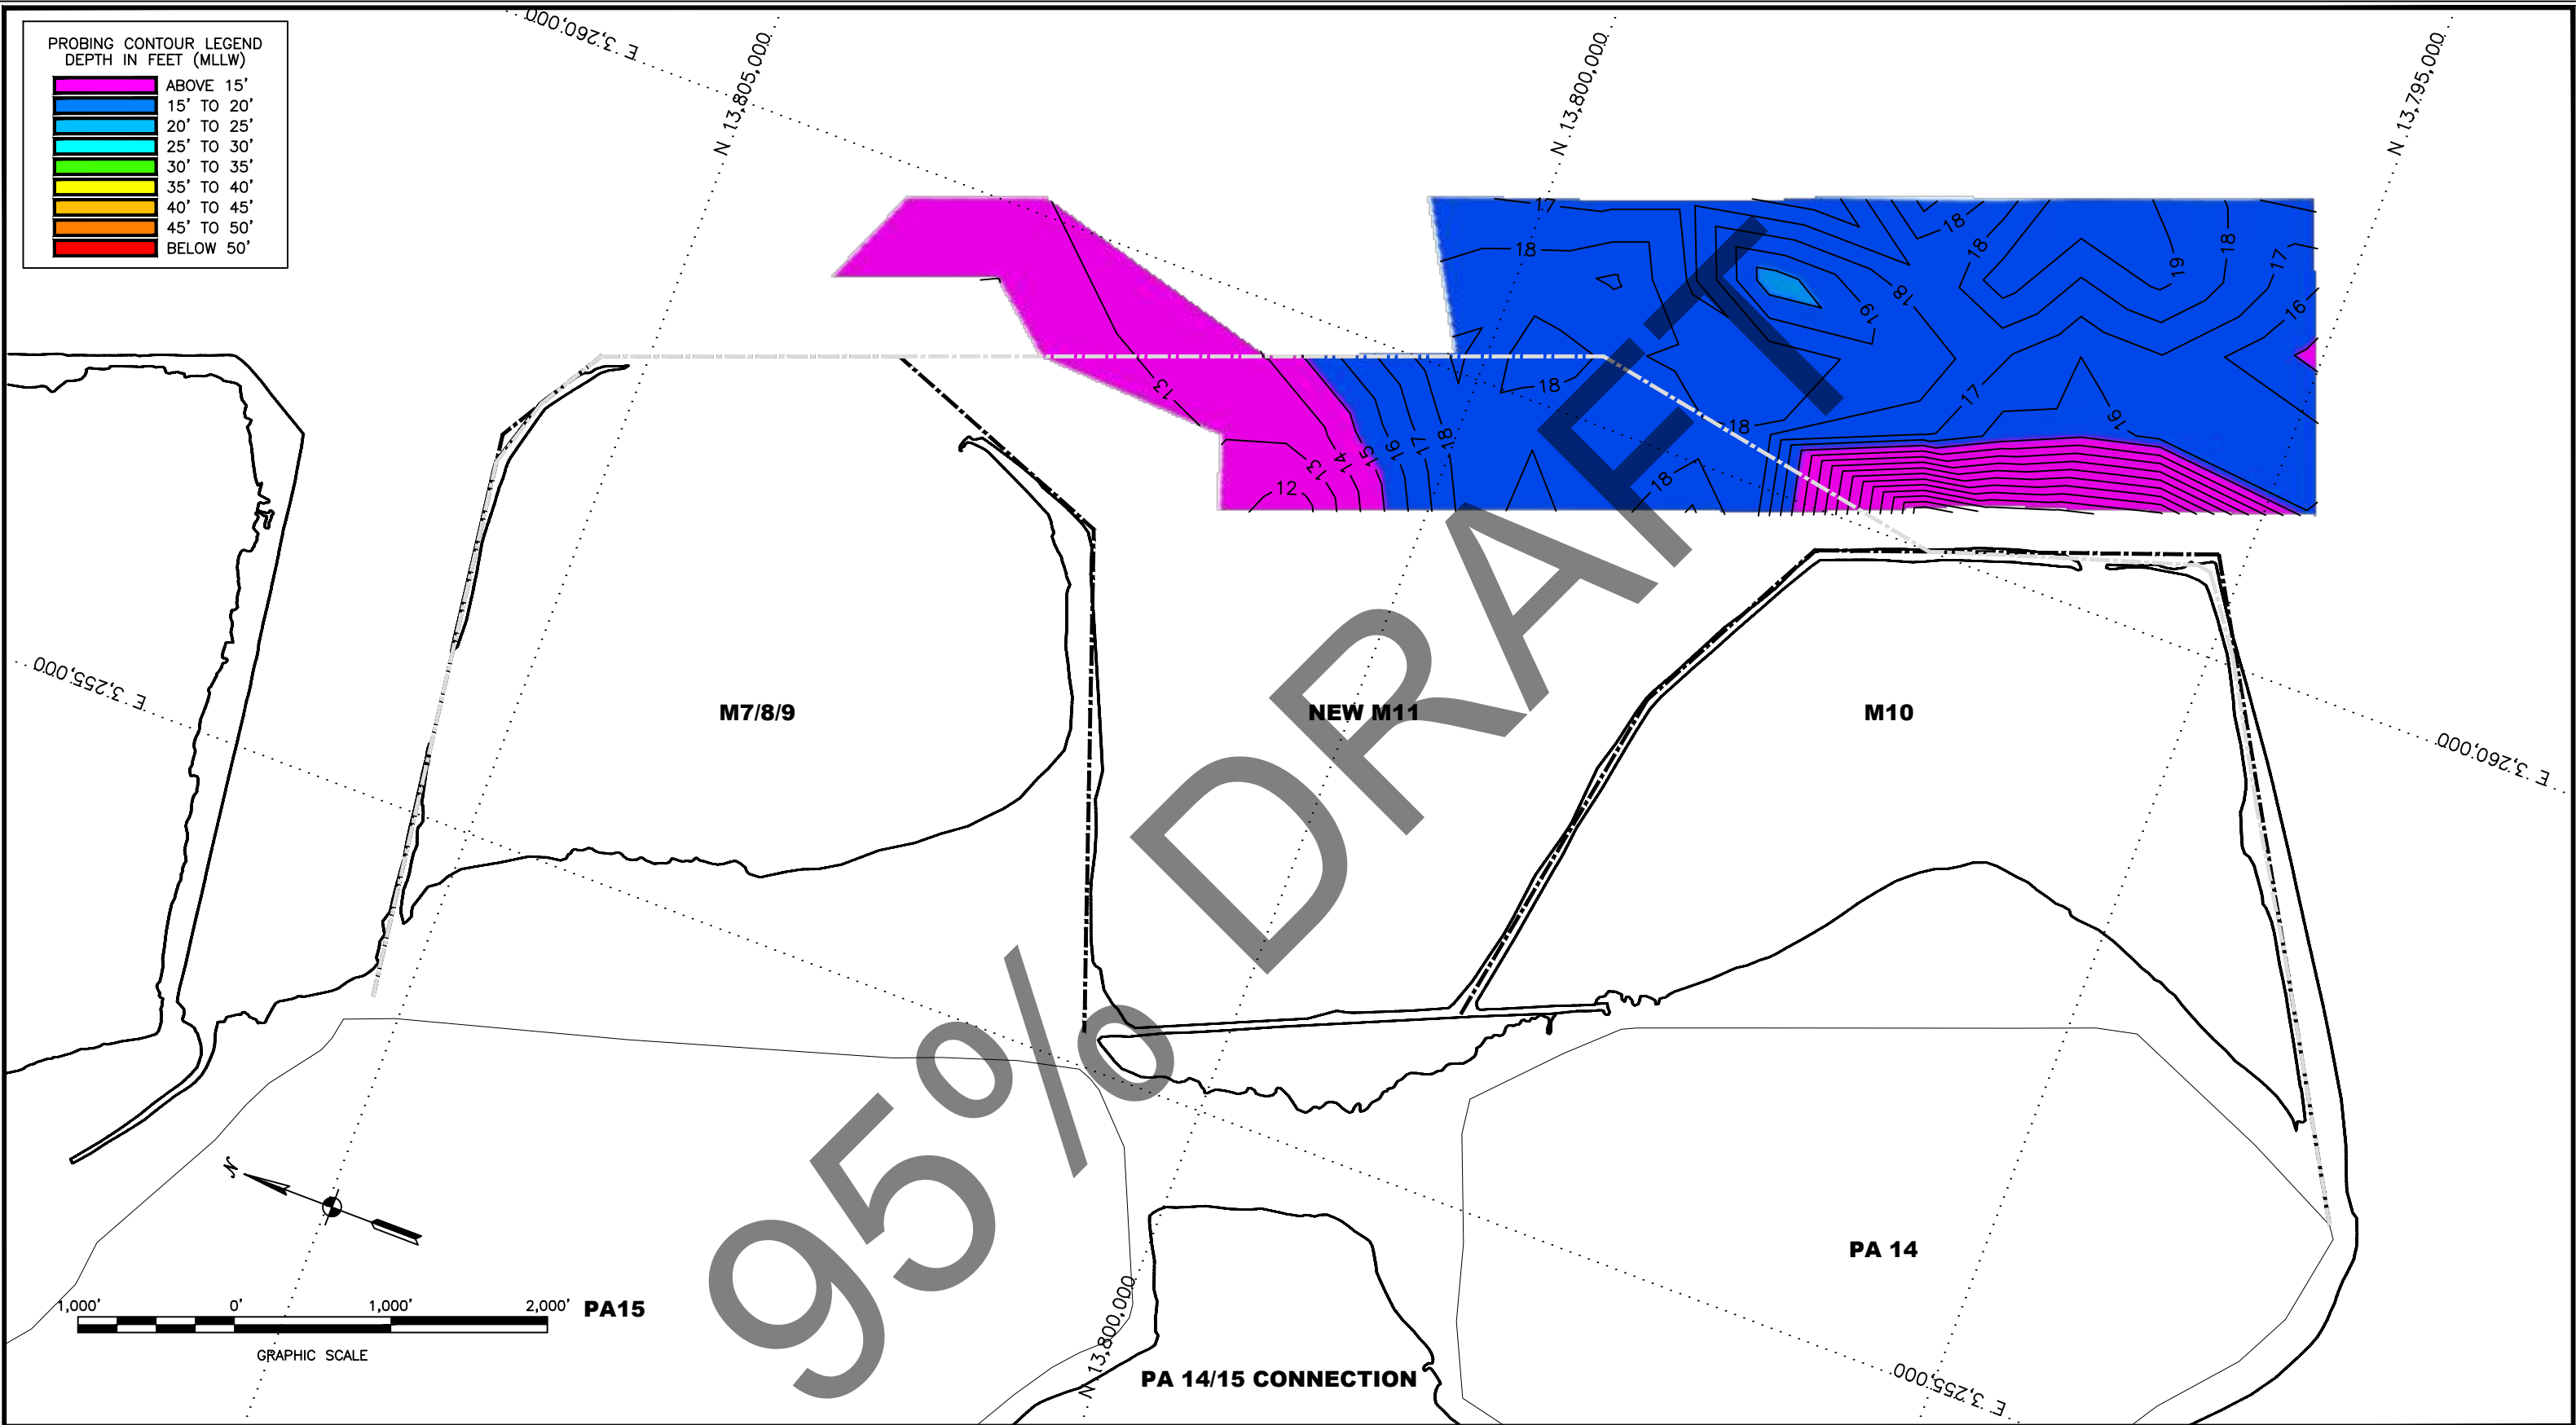 PROBING CONTOUR LEGEND
DEPTH IN FEET (MLLW)
ABOVE 15'
15' TO 20'
20' TO 25'
25' TO 30'
30' TO 35'
35' TO 40'
40' TO 45'
45' TO 50'
BELOW 50'
E 3,260,000
N 13,805,000
N 13,800,000
N 13,795,000
17
18
18
18
18
19
18
17
16
19
18
18
18
17
16
13
13
14
15
16
17
18
12
18
E 3,255,000
M7/8/9
NEW M11
M10
E 3,260,000
95% DRAFT
N
PA 14
1,000' 0' 1,000' 2,000'
GRAPHIC SCALE
PA15
N 13,800,000
PA 14/15 CONNECTION
E 3,255,000